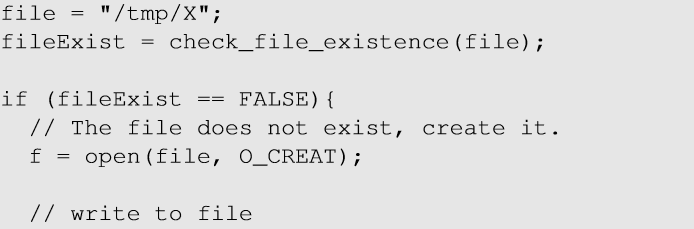 file = "/tmp/X";
fileExist = check_file_existence(file);
if (fileExist == FALSE){
// The file does not exist, create it.
f = open(file, O_CREAT);
// write to file